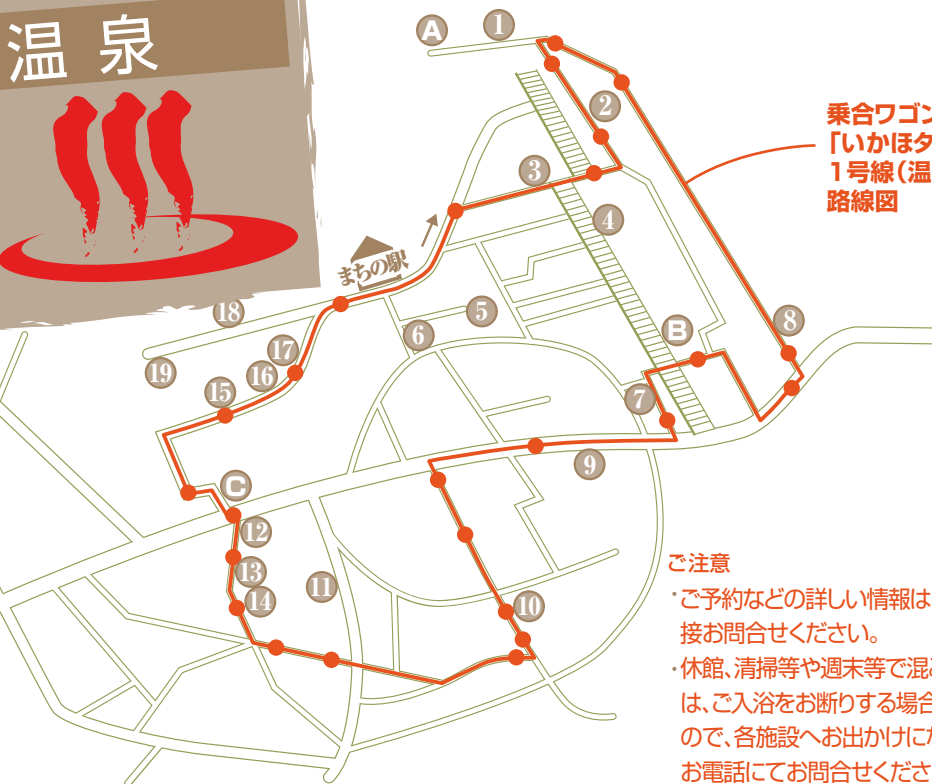 温泉
A
1
2
乗合ワゴン
「いかほタ
1号線(温
路線図
3
4
まちの駅
5
6
18
17
16
19
15
B
8
7
9
C
12
13
14
11
10
ご注意
・ご予約などの詳しい情報は
接お問合せください。
・休館、清掃等や週末等で混
は、ご入浴をお断りする場合
ので、各施設へお出かけに
お電話にてお問合せくださ